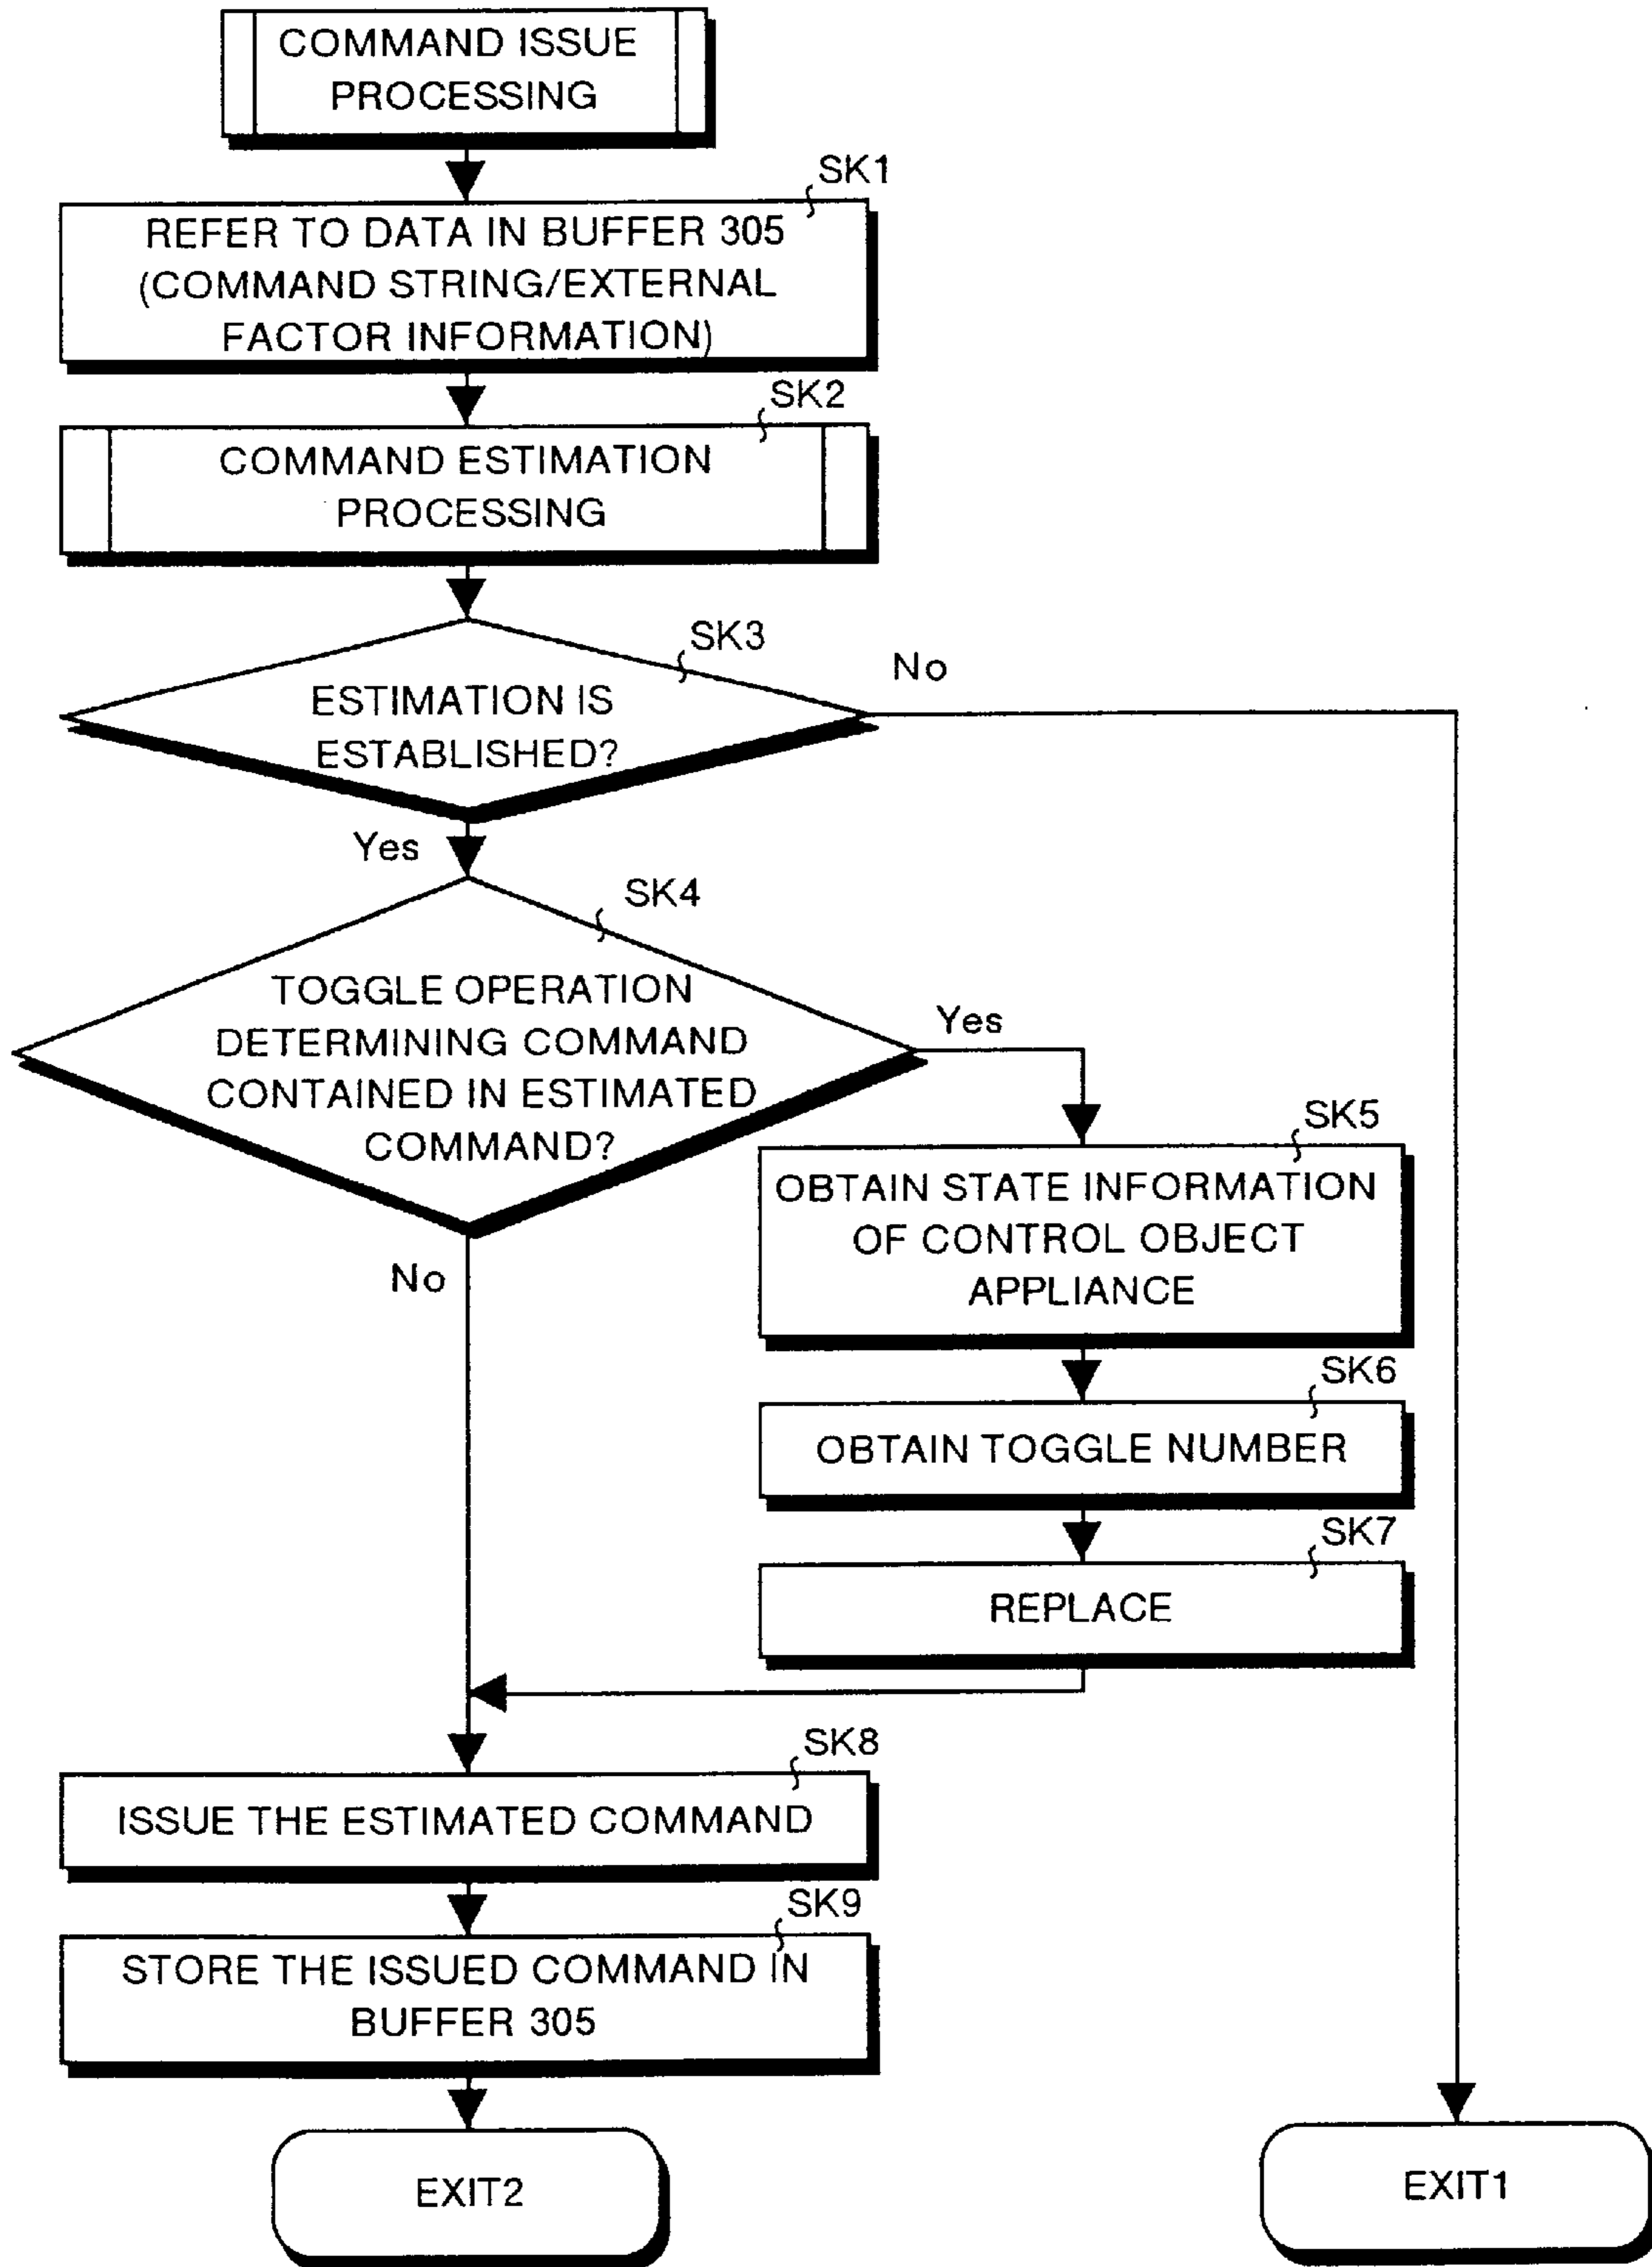 COMMAND ISSUE
PROCESSING
SK1
REFER TO DATA IN BUFFER 305
(COMMAND STRING/EXTERNAL
FACTOR INFORMATION)
SK2
COMMAND ESTIMATION
PROCESSING
SK3
No
ESTIMATION IS
ESTABLISHED?
Yes
SK4
TOGGLE OPERATION
DETERMINING COMMAND
CONTAINED IN ESTIMATED
COMMAND?
Yes
No
SK5
OBTAIN STATE INFORMATION
OF CONTROL OBJECT
APPLIANCE
SK6
OBTAIN TOGGLE NUMBER
SK7
REPLACE
SK8
ISSUE THE ESTIMATED COMMAND
SK9
STORE THE ISSUED COMMAND IN
BUFFER 305
EXIT2
EXIT1